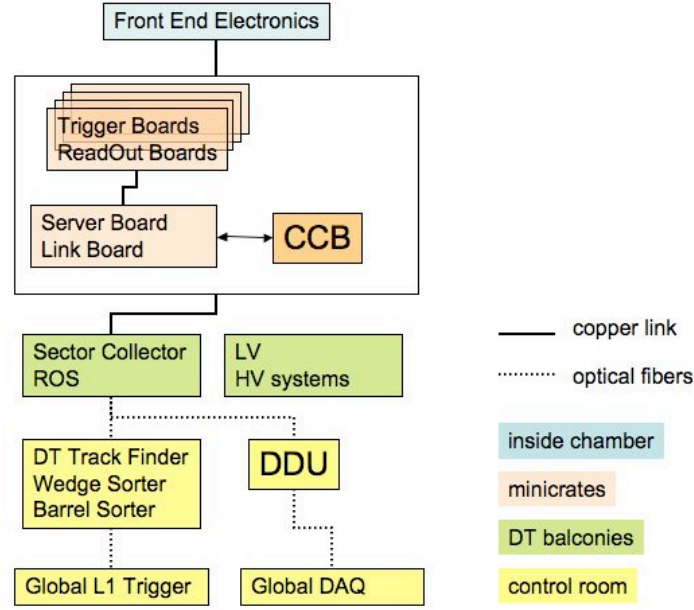 Front End Electronics
Trigger Boards
ReadOut Boards
Server Board
Link Board
CCB
Sector Collector
ROS
LV
HV systems
DT Track Finder
Wedge Sorter
Barrel Sorter
DDU
Global L1 Trigger
Global DAQ
copper link
optical fibers
inside chamber
minicrates
DT balconies
control room